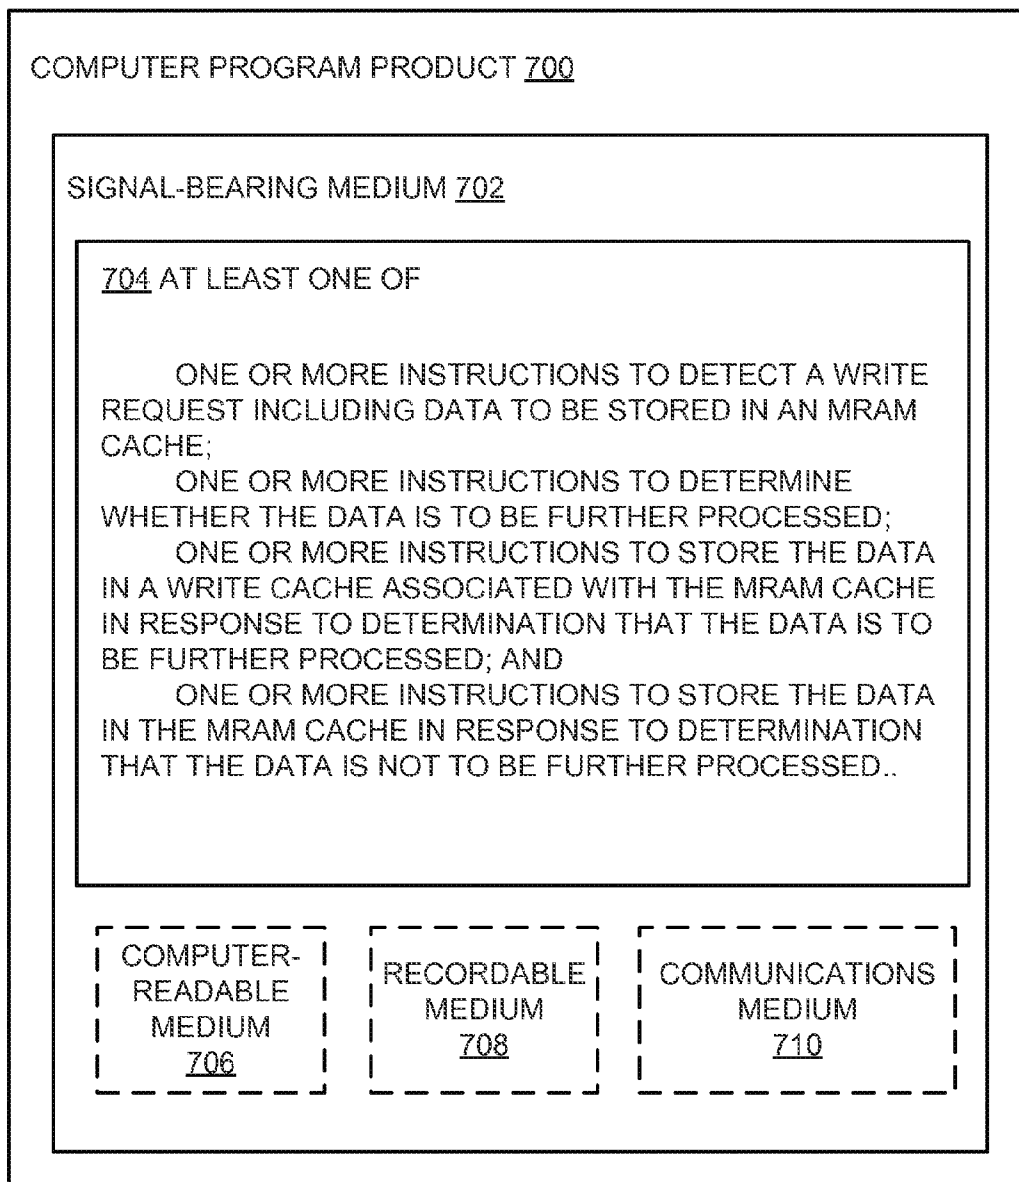 COMPUTER PROGRAM PRODUCT 700
SIGNAL-BEARING MEDIUM 702
704 AT LEAST ONE OF
ONE OR MORE INSTRUCTIONS TO DETECT A WRITE
REQUEST INCLUDING DATA TO BE STORED IN AN MRAM
CACHE;
ONE OR MORE INSTRUCTIONS TO DETERMINE
WHETHER THE DATA IS TO BE FURTHER PROCESSED;
ONE OR MORE INSTRUCTIONS TO STORE THE DATA
IN A WRITE CACHE ASSOCIATED WITH THE MRAM CACHE
IN RESPONSE TO DETERMINATION THAT THE DATA IS TO
BE FURTHER PROCESSED; AND
ONE OR MORE INSTRUCTIONS TO STORE THE DATA
IN THE MRAM CACHE IN RESPONSE TO DETERMINATION
THAT THE DATA IS NOT TO BE FURTHER PROCESSED..
COMPUTER-
READABLE
MEDIUM
706
RECORDABLE
MEDIUM
708
COMMUNICATIONS
MEDIUM
710